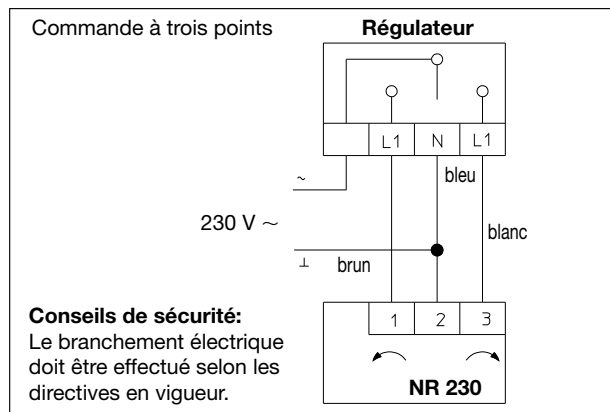 Commande à trois points
Régulateur
L1 N L1
~
bleu
230 V ~
blanc
⊥
brun
1 2 3
Conseils de sécurité:
Le branchement électrique
doit être effectué selon les
directives en vigueur.
NR 230